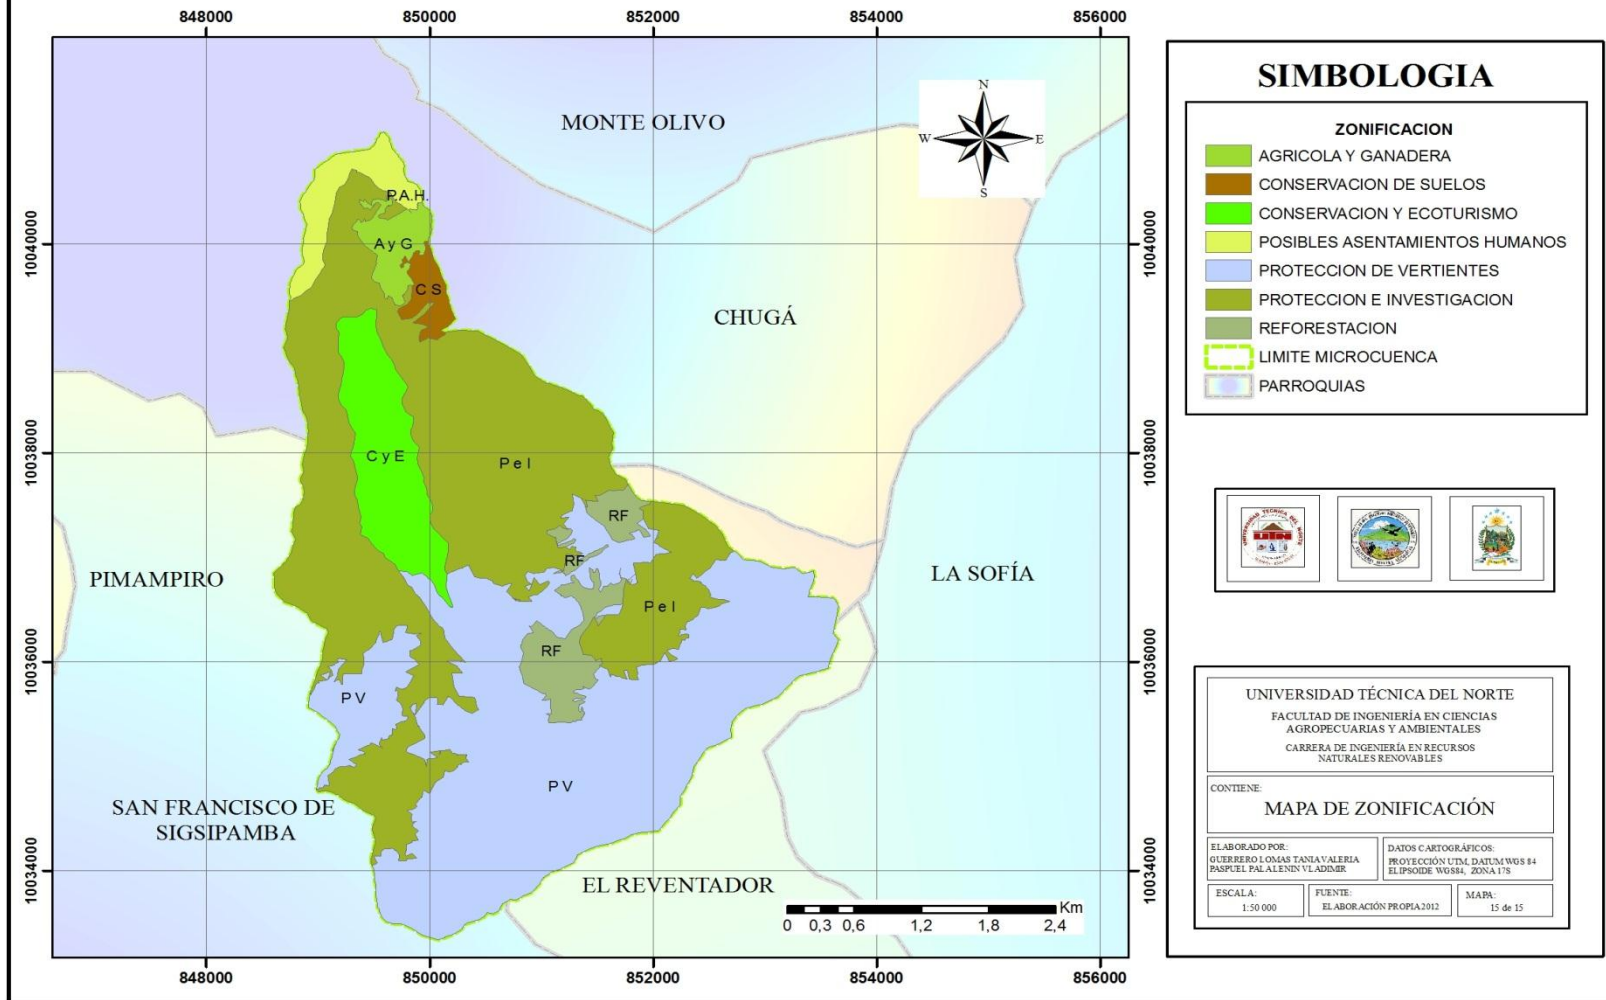 848000
850000
852000
854000
856000
10040000
10038000
10036000
10034000
10040000
10038000
10036000
10034000
848000
850000
852000
854000
856000
N
W
E
S
MONTE OLIVO
CHUGÁ
PIMAMPIRO
LA SOFÍA
SAN FRANCISCO DE
SIGSIPAMBA
EL REVENTADOR
P.A.H.
A y G
C S
C y E
P e I
RF
RF
P e I
RF
P V
P V
Km
0 0,3 0,6 1,2 1,8 2,4
SIMBOLOGIA
ZONIFICACION
AGRICOLA Y GANADERA
CONSERVACION DE SUELOS
CONSERVACION Y ECOTURISMO
POSIBLES ASENTAMIENTOS HUMANOS
PROTECCION DE VERTIENTES
PROTECCION E INVESTIGACION
REFORESTACION
LIMITE MICROCUENCA
PARROQUIAS
UNIVERSIDAD TÉCNICA DEL NORTE
FACULTAD DE INGENIERÍA EN CIENCIAS
AGROPECUARIAS Y AMBIENTALES
CARRERA DE INGENIERÍA EN RECURSOS
NATURALES RENOVABLES
CONTIENE:
MAPA DE ZONIFICACIÓN
ELABORADO POR:
GUERRERO LOMAS TANIA VALERIA
PASPUEL PALA LENIN VLADIMIR
DATOS CARTOGRÁFICOS:
PROYECCIÓN UTM, DATUM WGS 84
ELIPSOIDE WGS84, ZONA 17S
ESCALA:
1:50 000
FUENTE:
ELABORACIÓN PROPIA 2012
MAPA:
15 de 15